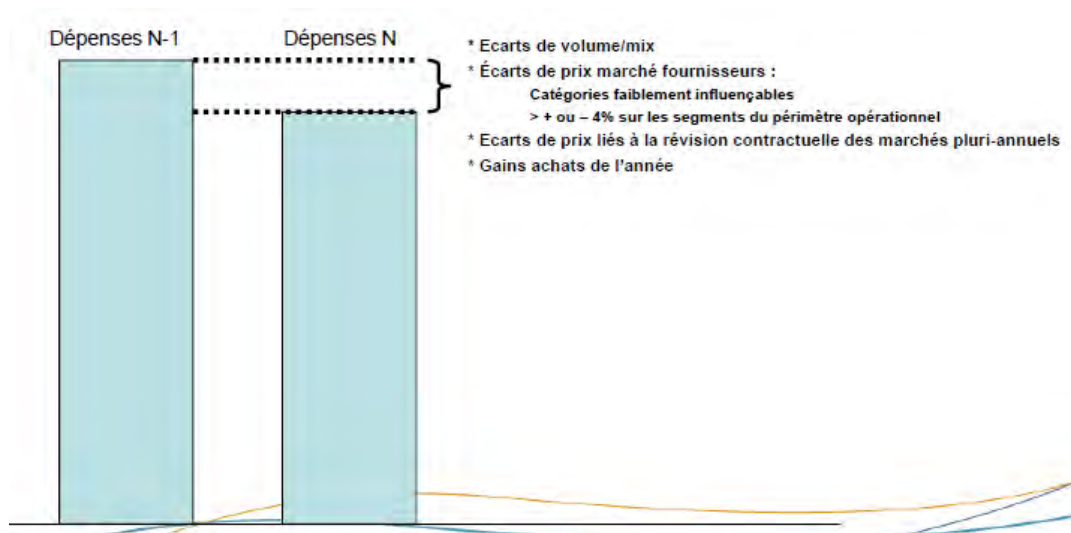 Dépenses N-1
Dépenses N
* Ecarts de volume/mix
* Écarts de prix marché fournisseurs :
Catégories faiblement influençables
> + ou – 4% sur les segments du périmètre opérationnel
* Ecarts de prix liés à la révision contractuelle des marchés pluri-annuels
* Gains achats de l'année